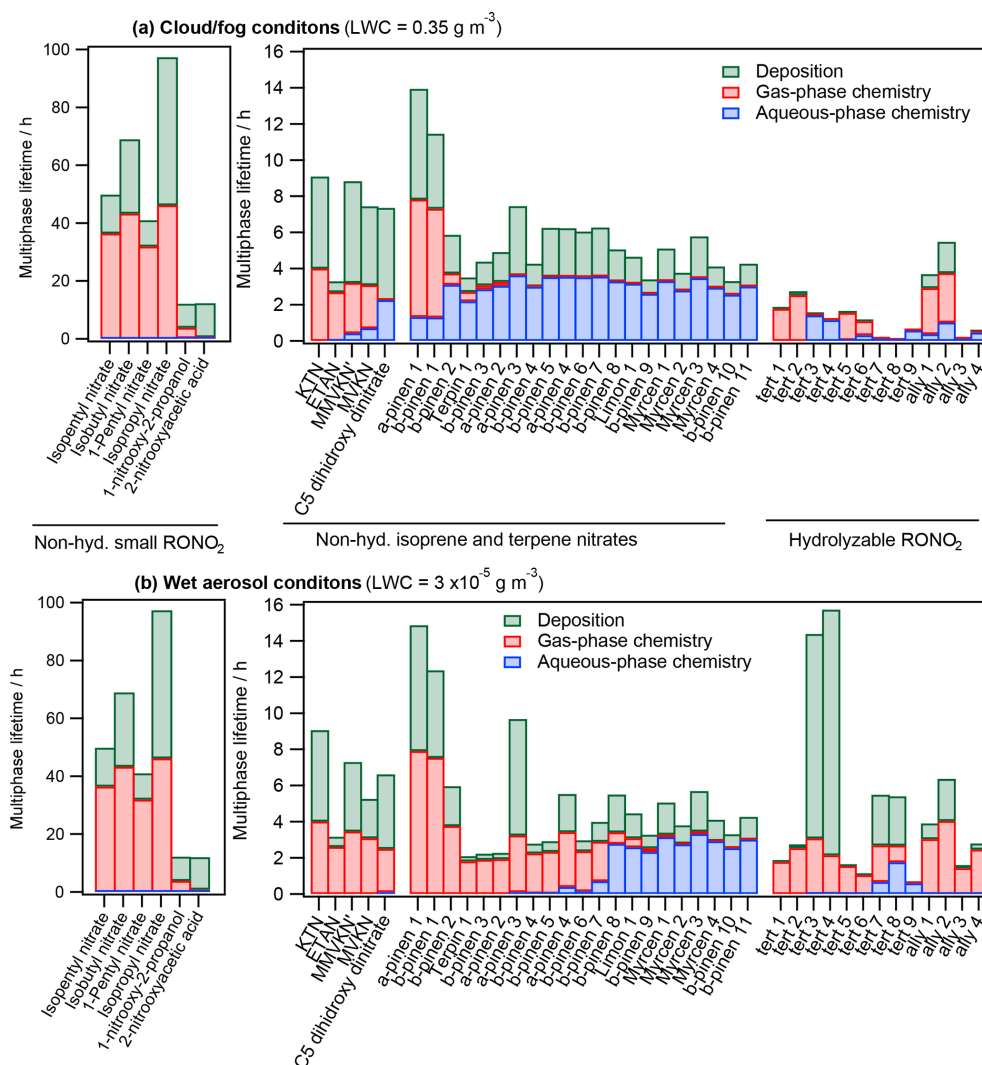 (a) Cloud/fog conditons (LWC = 0.35 g m⁻³)
Multiphase lifetime / h
100
80
60
40
20
0
Isopentyl nitrate
Isobutyl nitrate
1-Pentyl nitrate
Isopropyl nitrate
1-nitrooxy-2-propanol
2-nitrooxyacetic acid
Multiphase lifetime / h
16
14
12
10
8
6
4
2
0
Deposition
Gas-phase chemistry
Aqueous-phase chemistry
KTN
ETAN
MMVKN'
MVKN
C5 dihidroxy dinitrate
a-pinen 1
b-pinen 1
b-pinen 2
Terpin 1
b-pinen 3
a-pinen 2
a-pinen 3
b-pinen 4
b-pinen 5
a-pinen 4
b-pinen 6
b-pinen 7
b-pinen 8
Limon 1
b-pinen 9
Myrcen 1
Myrcen 2
Myrcen 3
Myrcen 4
b-pinen 10
b-pinen 11
tert 1
tert 2
tert 3
tert 4
tert 5
tert 6
tert 7
tert 8
tert 9
ally 1
ally 2
ally 3
ally 4
Non-hyd. small RONO₂
Non-hyd. isoprene and terpene nitrates
Hydrolyzable RONO₂
(b) Wet aerosol conditons (LWC = 3 x10⁻⁵ g m⁻³)
Multiphase lifetime / h
100
80
60
40
20
0
Isopentyl nitrate
Isobutyl nitrate
1-Pentyl nitrate
Isopropyl nitrate
1-nitrooxy-2-propanol
2-nitrooxyacetic acid
Multiphase lifetime / h
16
14
12
10
8
6
4
2
0
Deposition
Gas-phase chemistry
Aqueous-phase chemistry
KTN
ETAN
MMVKN'
MVKN
C5 dihidroxy dinitrate
a-pinen 1
b-pinen 1
b-pinen 2
Terpin 1
b-pinen 3
a-pinen 2
a-pinen 3
b-pinen 4
b-pinen 5
a-pinen 4
b-pinen 6
b-pinen 7
b-pinen 8
Limon 1
b-pinen 9
Myrcen 1
Myrcen 2
Myrcen 3
Myrcen 4
b-pinen 10
b-pinen 11
tert 1
tert 2
tert 3
tert 4
tert 5
tert 6
tert 7
tert 8
tert 9
ally 1
ally 2
ally 3
ally 4